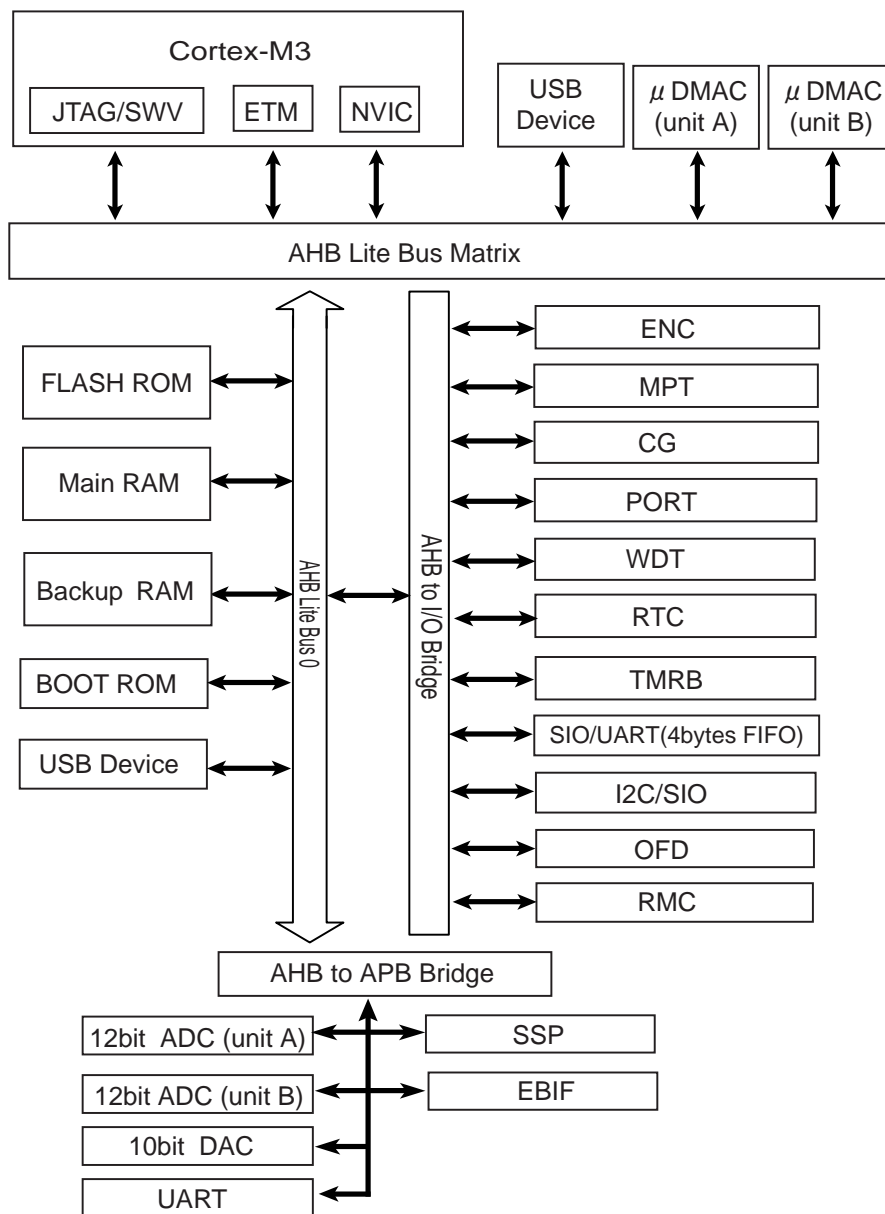 Cortex-M3
JTAG/SWV
ETM
NVIC
USB
Device
μ DMAC
(unit A)
μ DMAC
(unit B)
AHB Lite Bus Matrix
FLASH ROM
Main RAM
Backup RAM
BOOT ROM
USB Device
AHB Lite Bus 0
AHB to I/O Bridge
ENC
MPT
CG
PORT
WDT
RTC
TMRB
SIO/UART(4bytes FIFO)
I2C/SIO
OFD
RMC
AHB to APB Bridge
12bit ADC (unit A)
SSP
12bit ADC (unit B)
EBIF
10bit DAC
UART